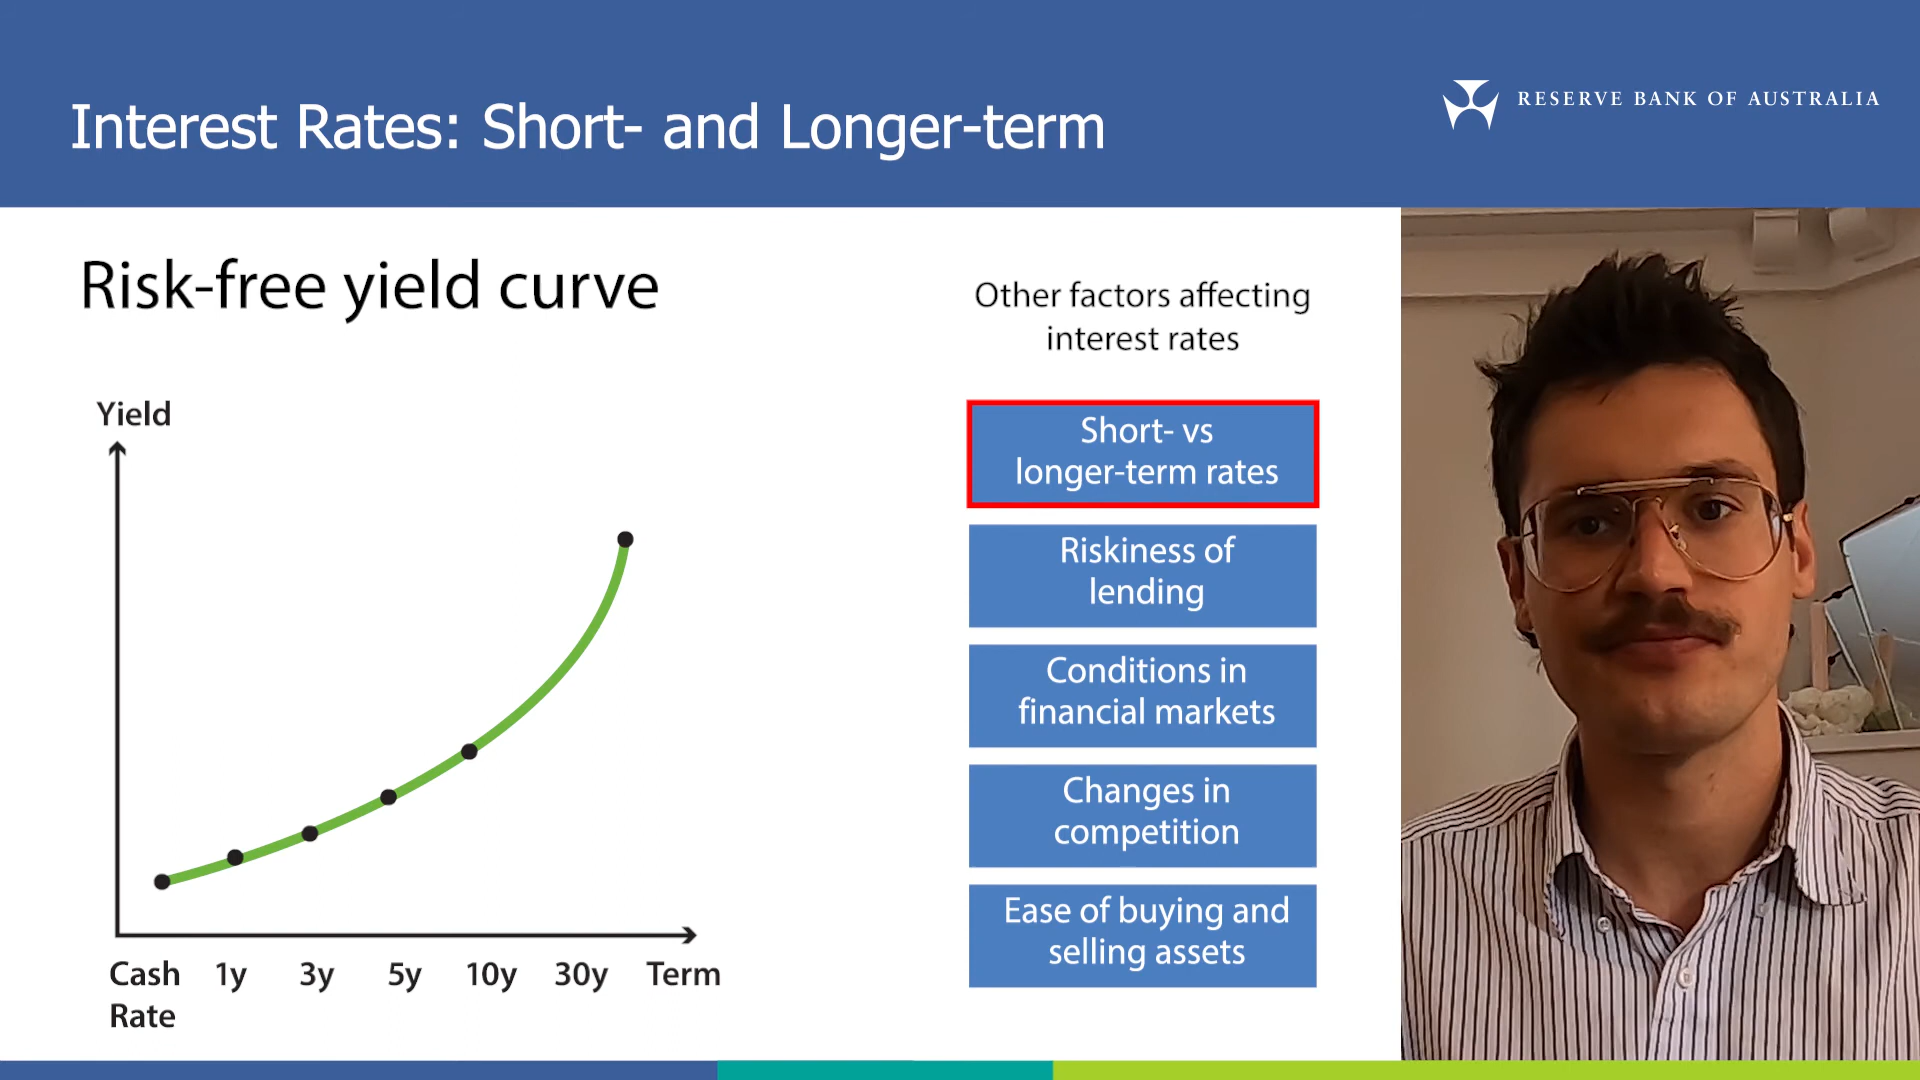 Interest Rates: Short- and Longer-term
RESERVE BANK OF AUSTRALIA
Risk-free yield curve
Yield
Cash Rate
1y
3y
5y
10y
30y
Term
Other factors affecting
interest rates
Short- vs
longer-term rates
Riskiness of
lending
Conditions in
financial markets
Changes in
competition
Ease of buying and
selling assets